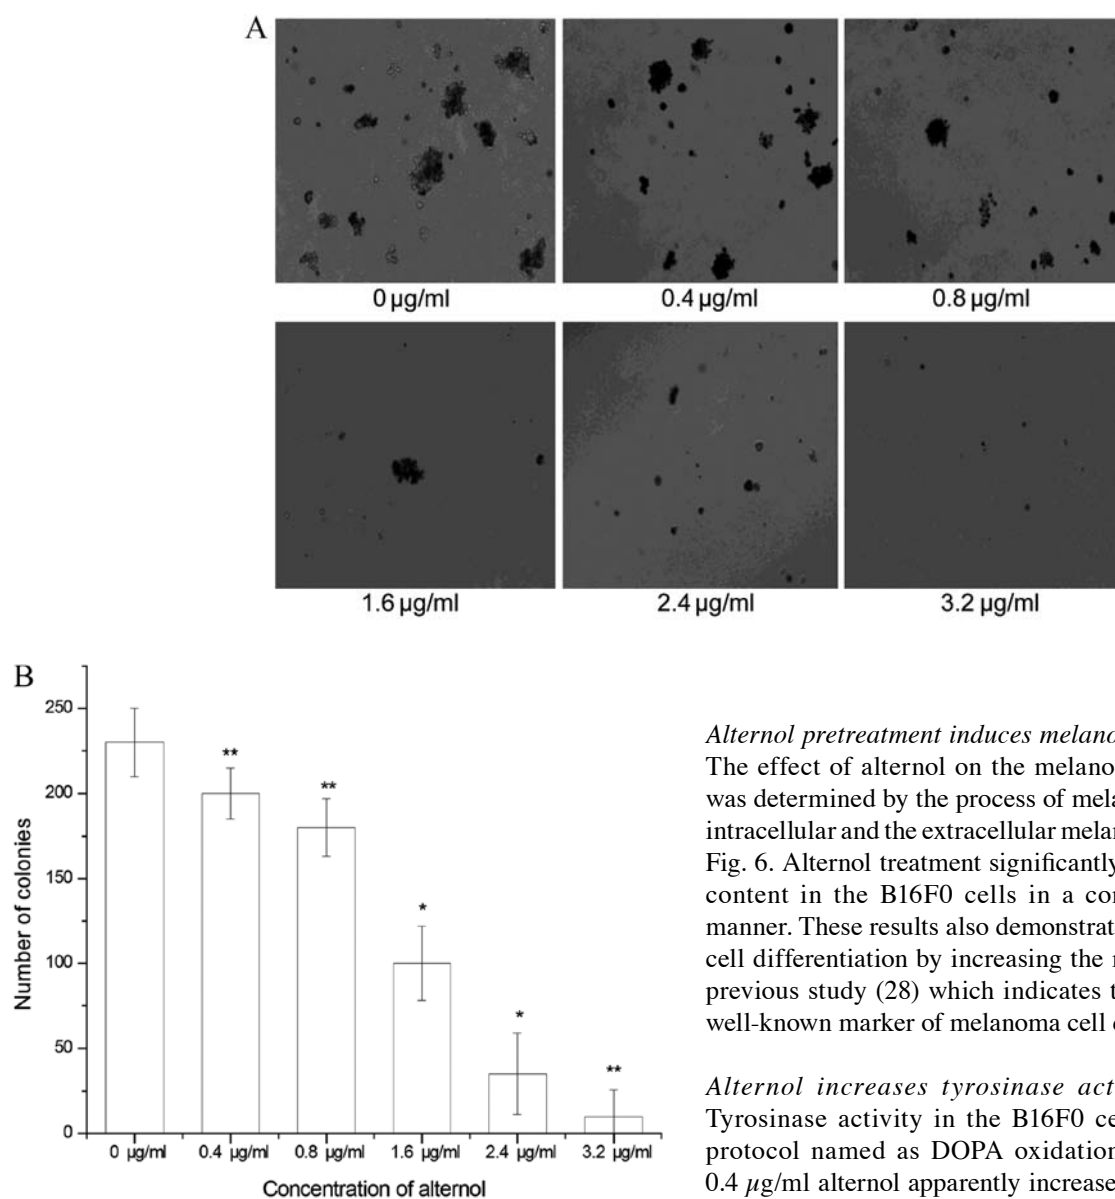 A
0 µg/ml
0.4 µg/ml
0.8 µg/ml
1.6 µg/ml
2.4 µg/ml
3.2 µg/ml
B
Number of colonies
250
200
150
100
50
0
**
**
*
*
**
0 µg/ml
0.4 µg/ml
0.8 µg/ml
1.6 µg/ml
2.4 µg/ml
3.2 µg/ml
Concentration of alternol
Alternol pretreatment induces melano
The effect of alternol on the melano
was determined by the process of mela
intracellular and the extracellular melan
Fig. 6. Alternol treatment significantly
content in the B16F0 cells in a con
manner. These results also demonstrat
cell differentiation by increasing the
previous study (28) which indicates t
well-known marker of melanoma cell
Alternol increases tyrosinase act
Tyrosinase activity in the B16F0 ce
protocol named as DOPA oxidation
0.4 µg/ml alternol apparently increase